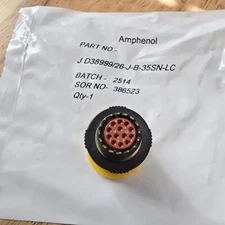 Amphenol
PART NO -
J D38999/26-J-B-35SN-LC
BATCH - 2514
SOR NO- 386523
Qty-1